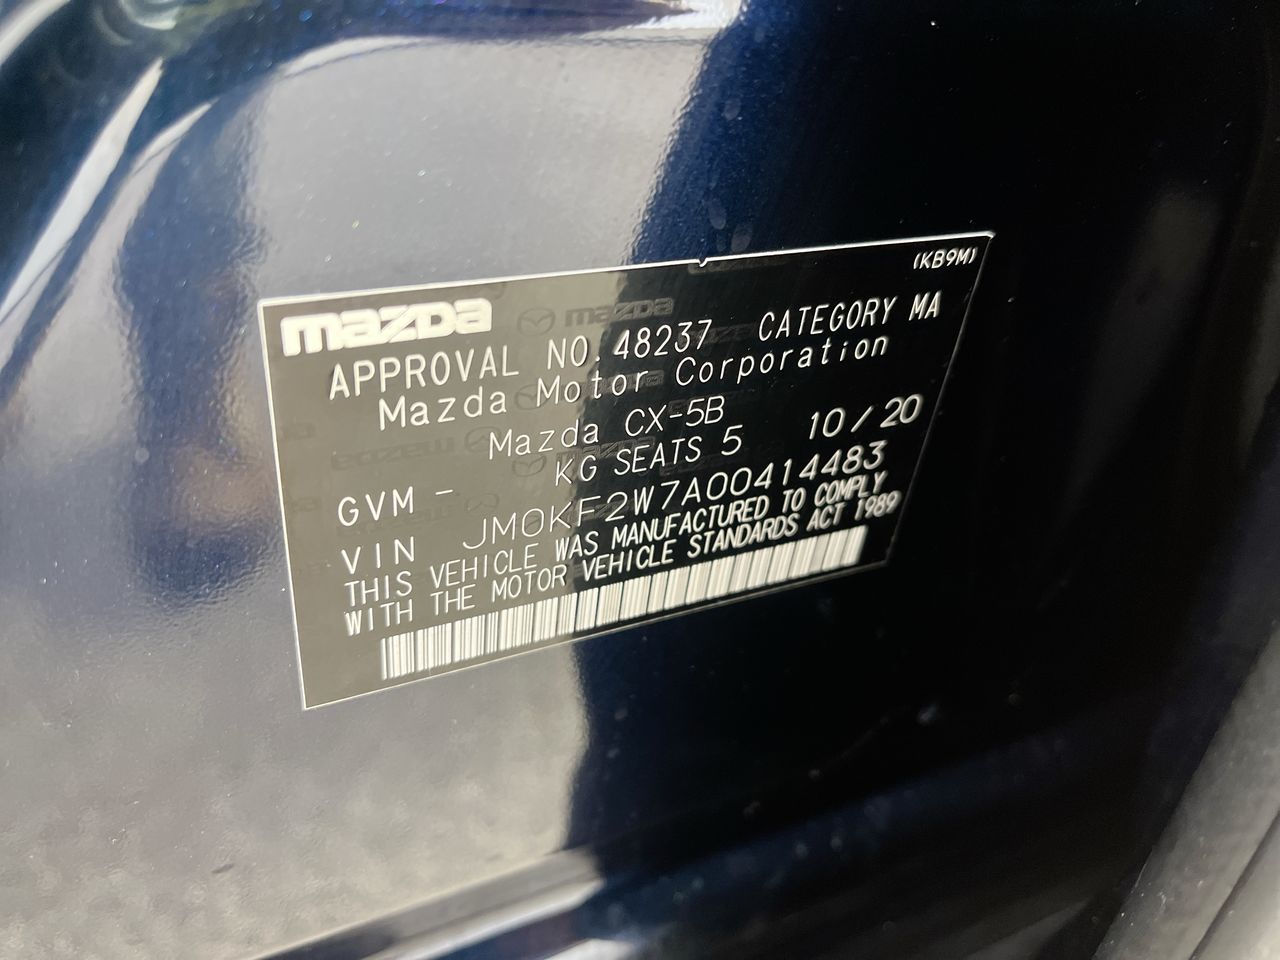 (KB9M)
mazda
APPROVAL NO. 48237 CATEGORY MA
Mazda Motor Corporation
Mazda CX-5B
KG SEATS 5 10/20
GVM -
VIN JM0KF2W7A00414483
THIS VEHICLE WAS MANUFACTURED TO COMPLY
WITH THE MOTOR VEHICLE STANDARDS ACT 1989